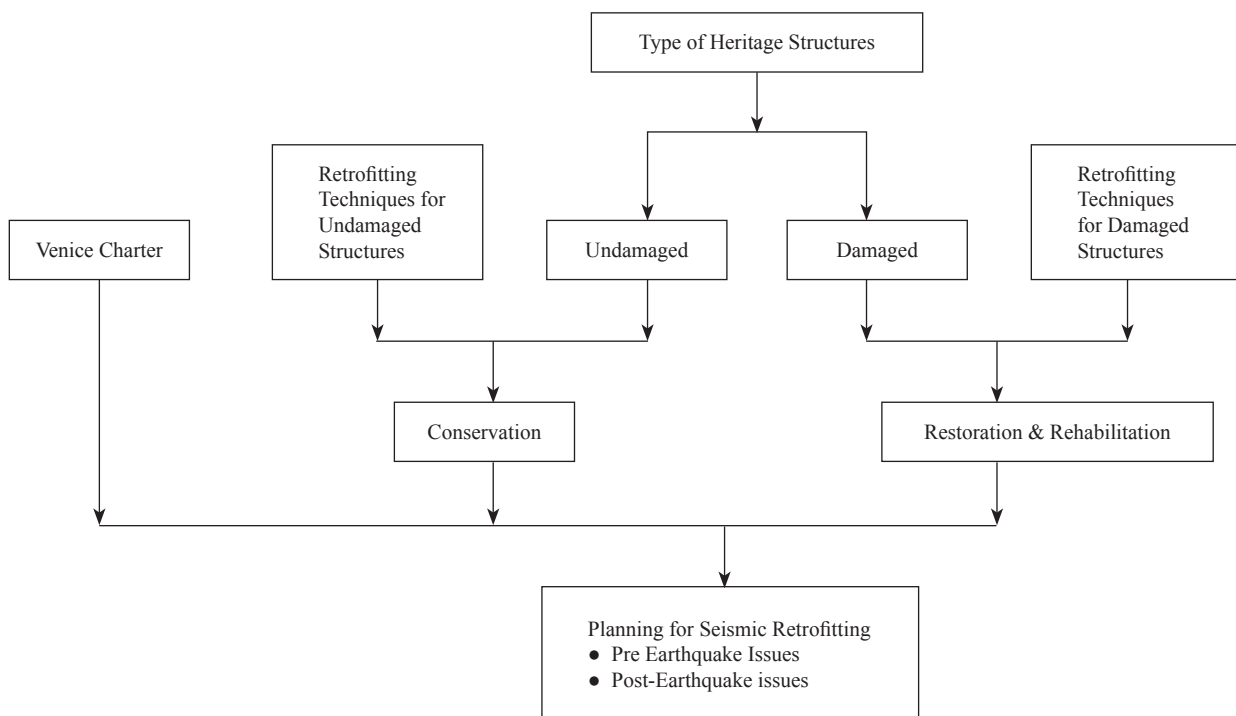 Type of Heritage Structures
Retrofitting
Techniques for
Undamaged
Structures
Retrofitting
Techniques
for Damaged
Structures
Venice Charter
Undamaged
Damaged
Conservation
Restoration & Rehabilitation
Planning for Seismic Retrofitting
● Pre Earthquake Issues
● Post-Earthquake issues